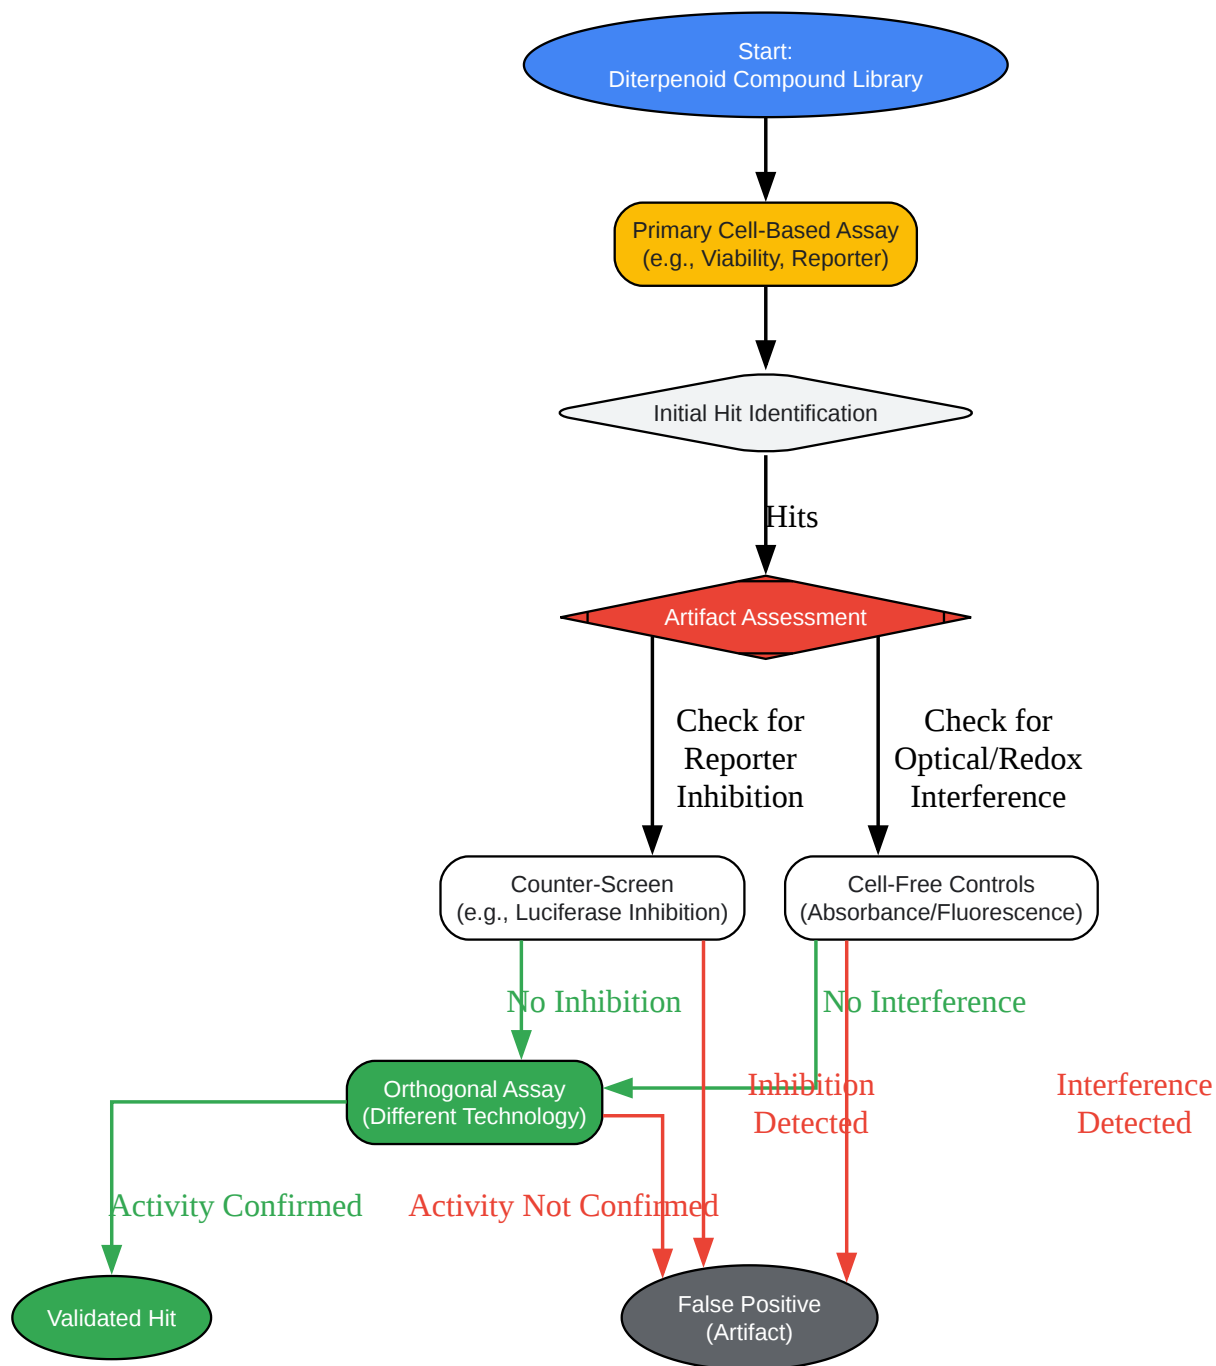 Start:
Diterpenoid Compound Library
Primary Cell-Based Assay
(e.g., Viability, Reporter)
Initial Hit Identification
Hits
Artifact Assessment
Check for
Reporter
Inhibition
Check for
Optical/Redox
Interference
Counter-Screen
(e.g., Luciferase Inhibition)
Cell-Free Controls
(Absorbance/Fluorescence)
No Inhibition
No Interference
Orthogonal Assay
(Different Technology)
Inhibition
Detected
Interference
Detected
Activity Confirmed
Activity Not Confirmed
Validated Hit
False Positive
(Artifact)